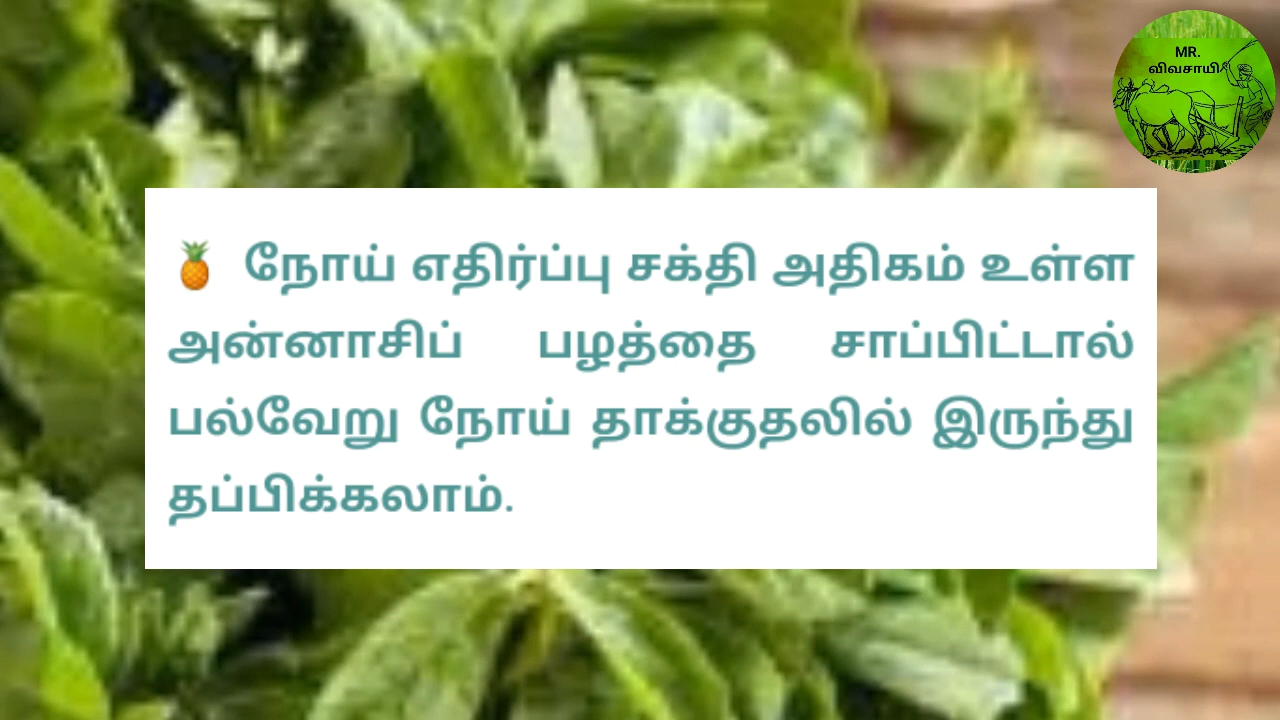 MR.
விவசாயி
🍍 நோய் எதிர்ப்பு சக்தி அதிகம் உள்ள
அன்னாசிப் பழத்தை சாப்பிட்டால்
பல்வேறு நோய் தாக்குதலில் இருந்து
தப்பிக்கலாம்.